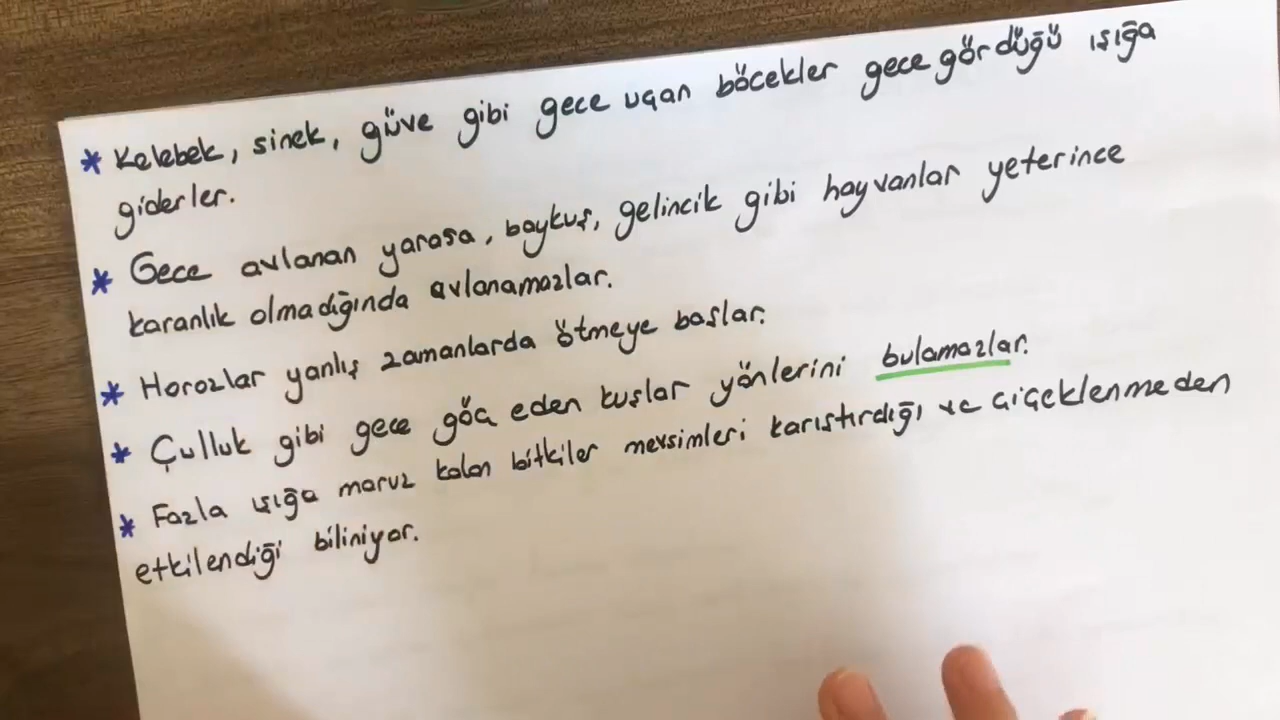 * Kelebek, sinek, güve gibi gece uçan böcekler gece gördüğü ışığa
giderler.
* Gece avlanan yarasa, baykuş, gelincik gibi hayvanlar yeterince
karanlık olmadığında avlanamazlar.
* Horozlar yanlış zamanlarda ötmeye başlar.
* Çulluk gibi gece göç eden kuşlar yönlerini bulamazlar.
* Fazla ışığa maruz kalan bitkiler mevsimleri karıştırdığı ve çiçeklenmeden
etkilendiği biliniyor.